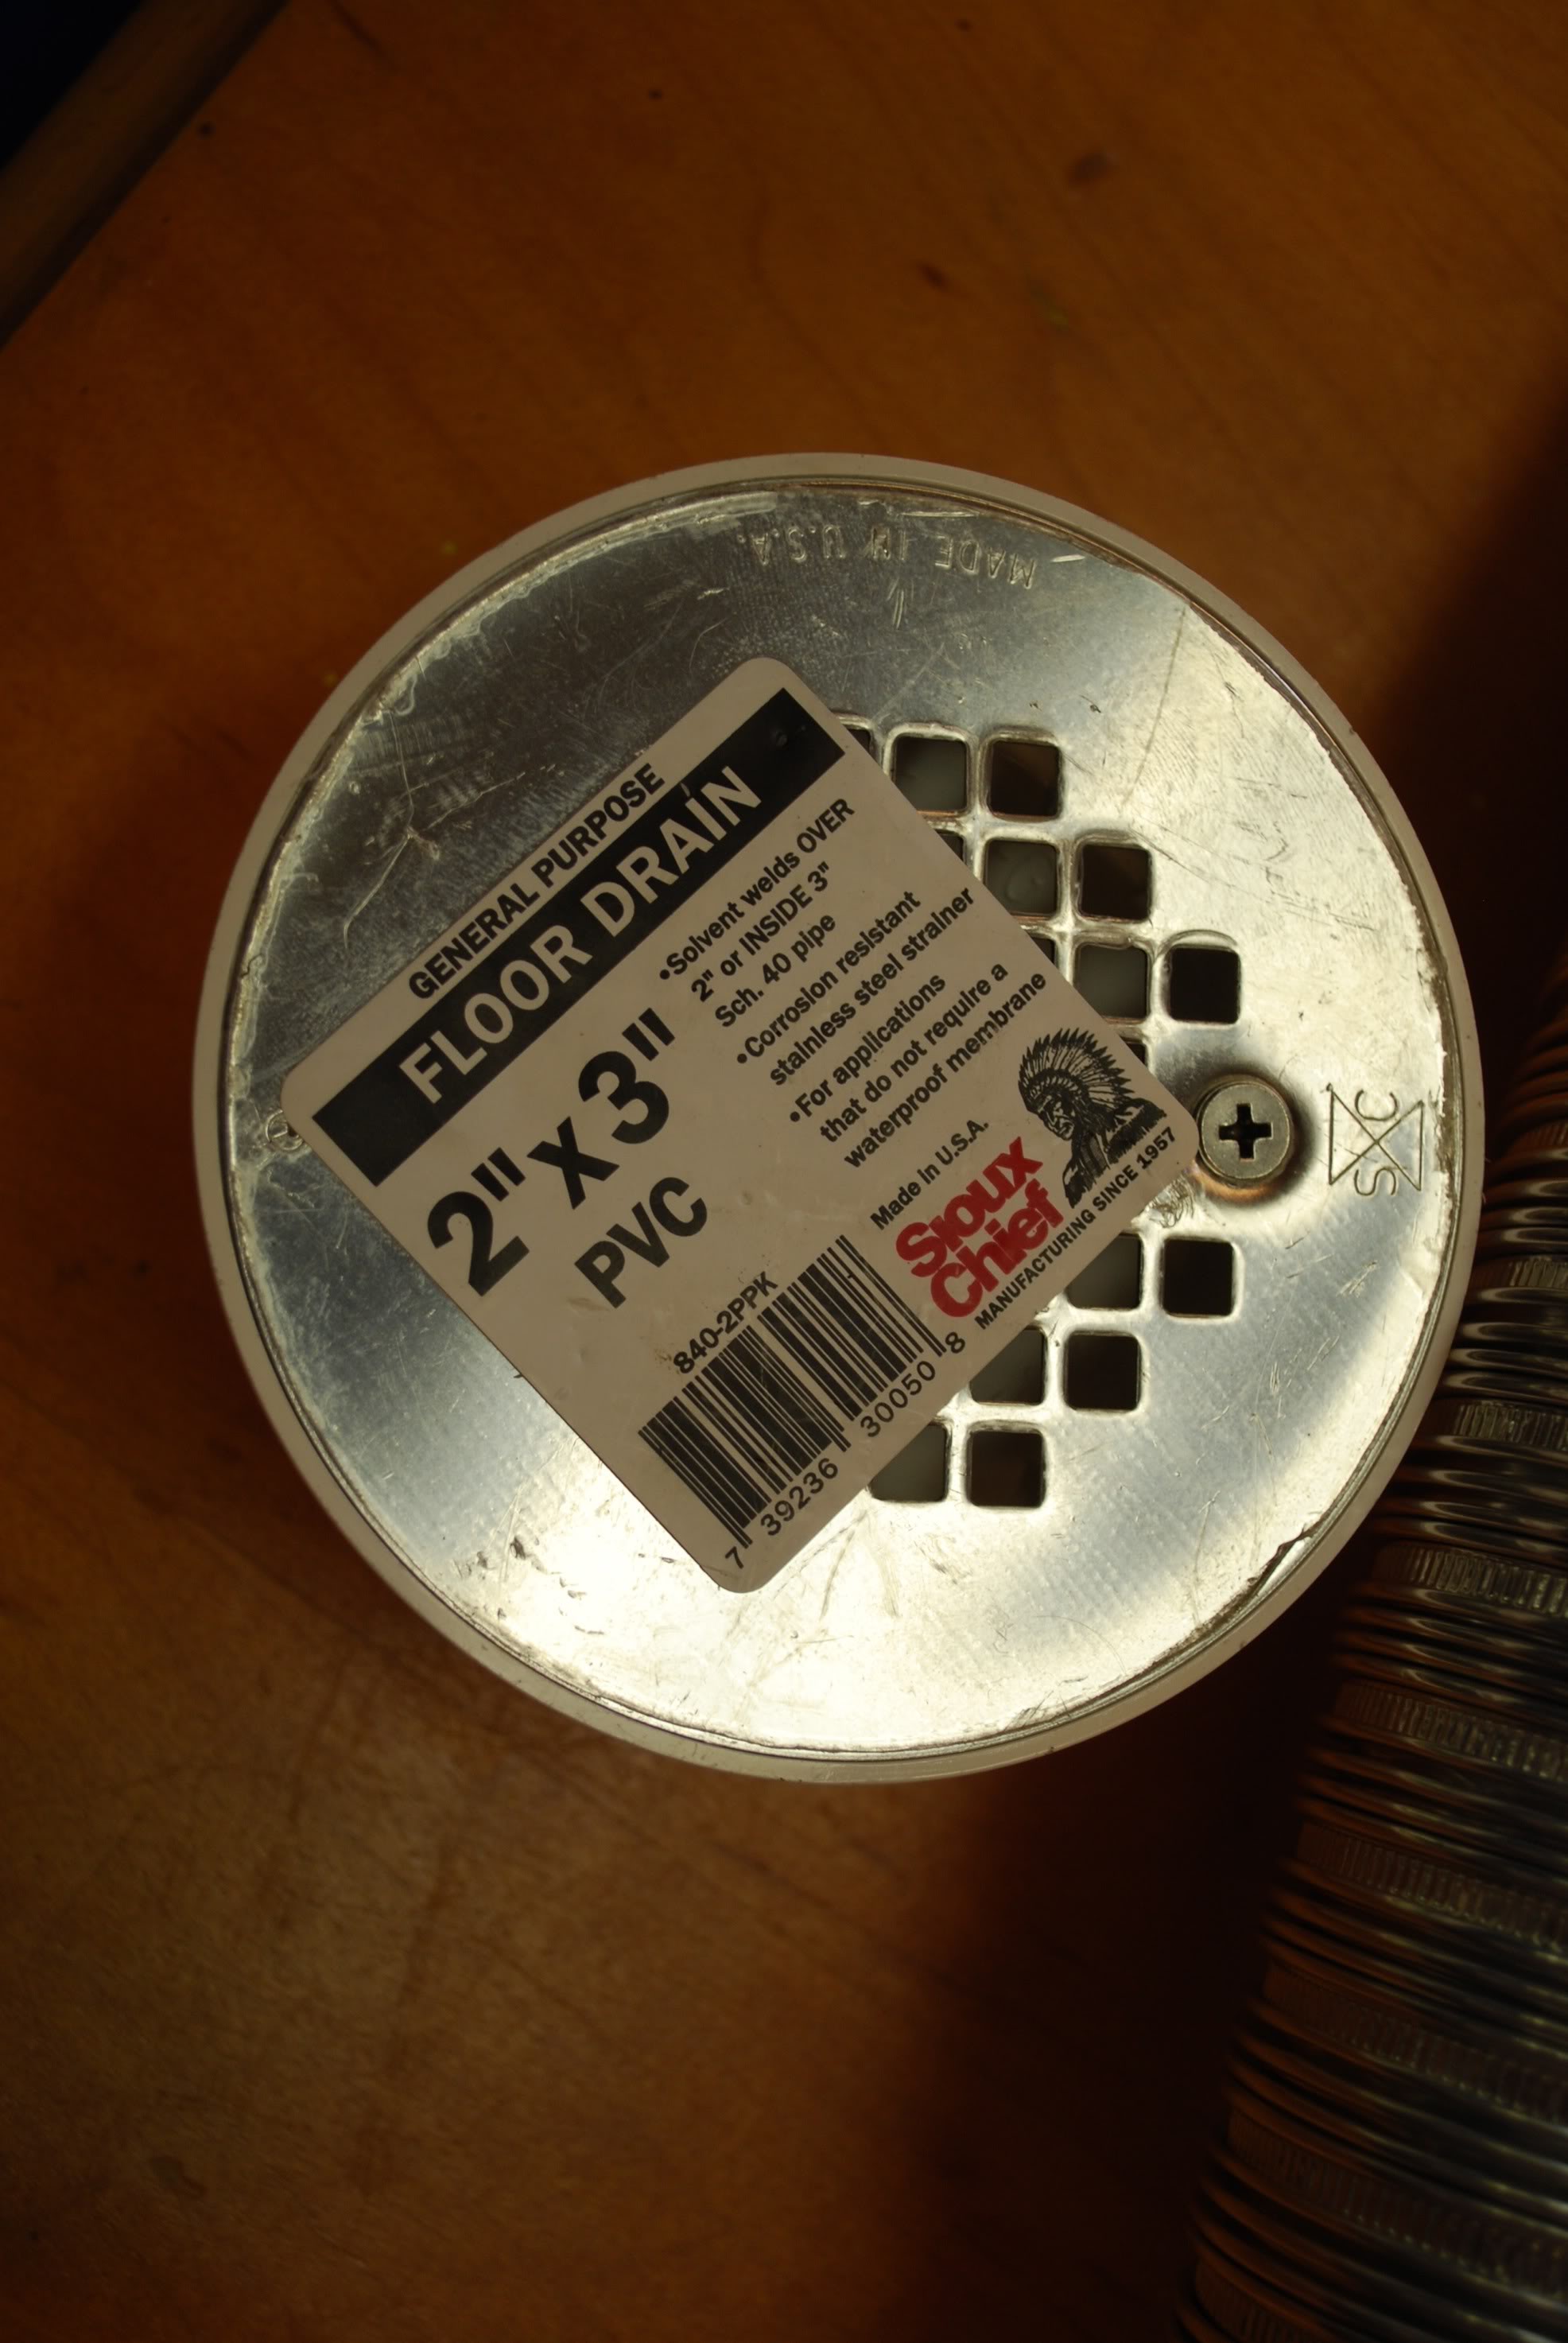 MADE IN U.S.A.
GENERAL PURPOSE
FLOOR DRAIN
2" x 3"
PVC
•Solvent welds OVER
2" or INSIDE 3"
Sch. 40 pipe
•Corrosion resistant
stainless steel strainer
•For applications
that do not require a
waterproof membrane
Made in U.S.A.
Sioux
Chief
MANUFACTURING SINCE 1957
840-2PPK
7 39236 30050 8
S C